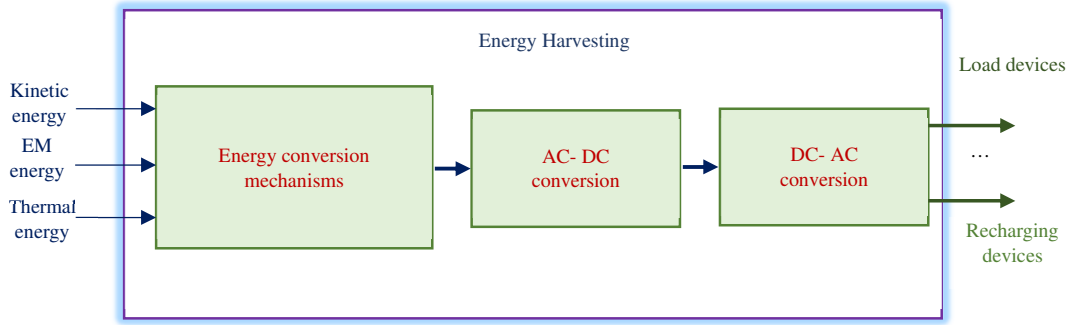 Energy Harvesting
Kinetic
energy
EM
energy
Thermal
energy
Energy conversion
mechanisms
AC- DC
conversion
DC- AC
conversion
Load devices
...
Recharging
devices